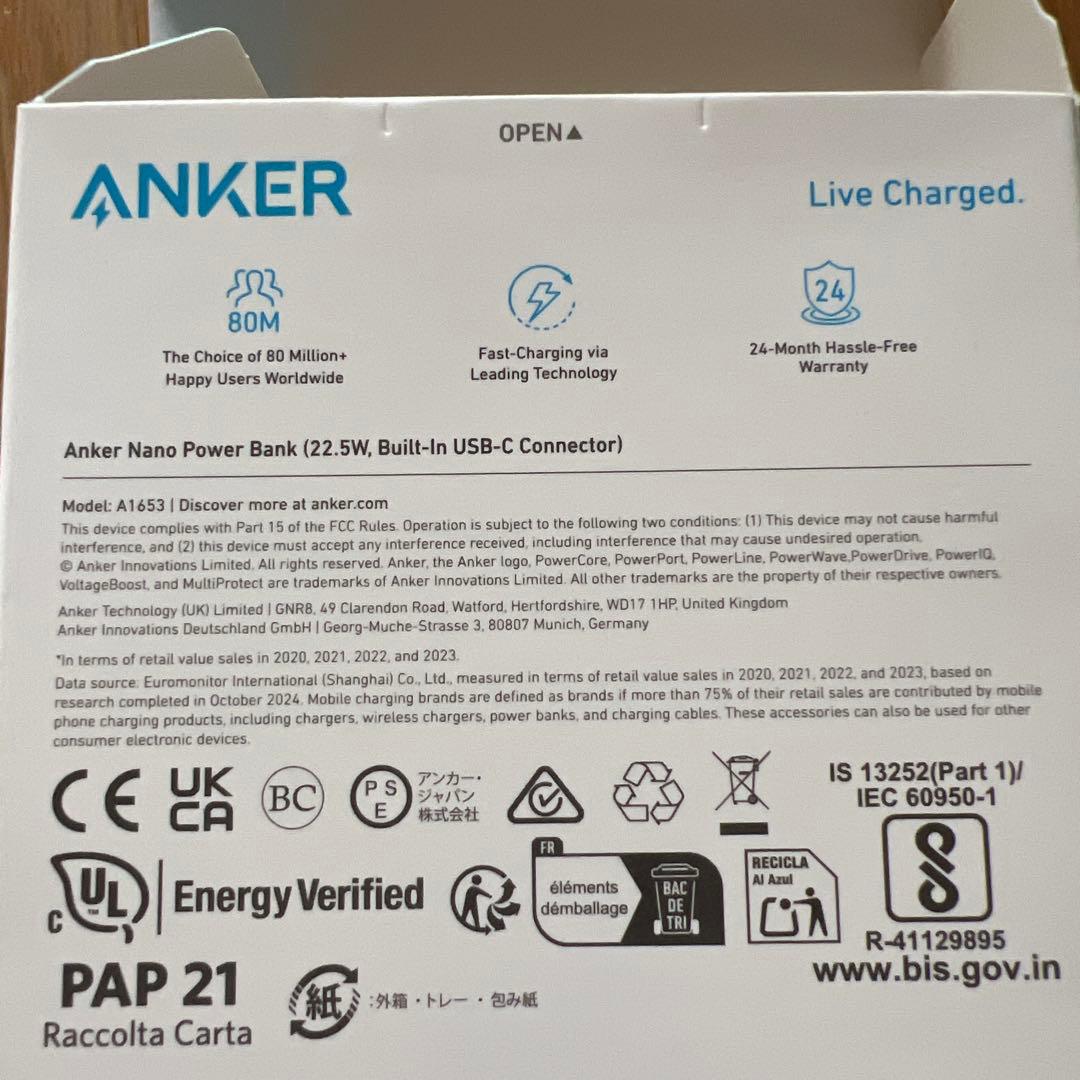 OPEN▲
ANKER
Live Charged.
80M
The Choice of 80 Million+
Happy Users Worldwide
Fast-Charging via
Leading Technology
24
24-Month Hassle-Free
Warranty
Anker Nano Power Bank (22.5W, Built-In USB-C Connector)
Model: A1653 | Discover more at anker.com
This device complies with Part 15 of the FCC Rules. Operation is subject to the following two conditions: (1) This device may not cause harmful
interference, and (2) this device must accept any interference received, including interference that may cause undesired operation.
© Anker Innovations Limited. All rights reserved. Anker, the Anker logo, PowerCore, PowerPort, PowerLine, PowerWave,PowerDrive, PowerIQ,
VoltageBoost, and MultiProtect are trademarks of Anker Innovations Limited. All other trademarks are the property of their respective owners.
Anker Technology (UK) Limited | GNR8, 49 Clarendon Road, Watford, Hertfordshire, WD17 1HP, United Kingdom
Anker Innovations Deutschland GmbH | Georg-Muche-Strasse 3, 80807 Munich, Germany
*In terms of retail value sales in 2020, 2021, 2022, and 2023.
Data source: Euromonitor International (Shanghai) Co., Ltd., measured in terms of retail value sales in 2020, 2021, 2022, and 2023, based on
research completed in October 2024. Mobile charging brands are defined as brands if more than 75% of their retail sales are contributed by mobile
phone charging products, including chargers, wireless chargers, power banks, and charging cables. These accessories can also be used for other
consumer electronic devices.
CE
UK
CA
BC
PS
E
アンカー・
ジャパン
株式会社
IS 13252(Part 1)/
IEC 60950-1
R-41129895
www.bis.gov.in
C UL™
Energy Verified
FR
éléments
démballage
BAC
DE
TRI
RECICLA
Al Azul
PAP 21
Raccolta Carta
紙
:外箱・トレー・包み紙